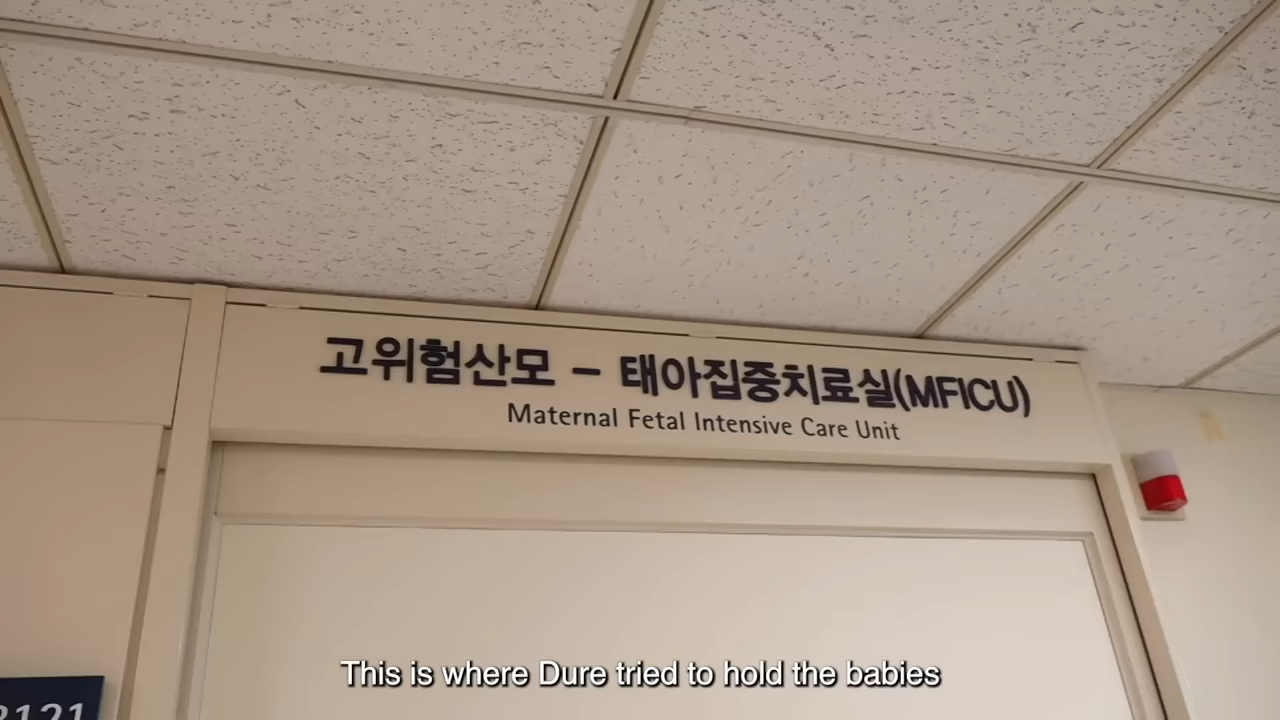 고위험산모 – 태아집중치료실(MFICU)
Maternal Fetal Intensive Care Unit
This is where Dure tried to hold the babies